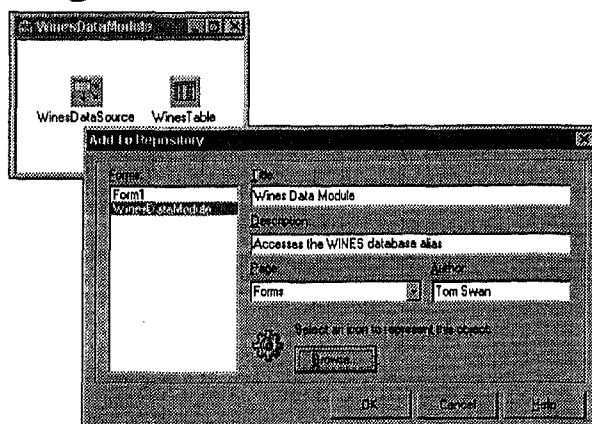 WinesDataModule
WinesDataSource WinesTable
Add To Repository
Forms: Title:
Form1 Wines Data Module
WinesDataModule
Description:
Accesses the WINES database alias
Page: Author:
Forms Tom Swan
Select an icon to represent this object:
Browse...
OK Cancel Help